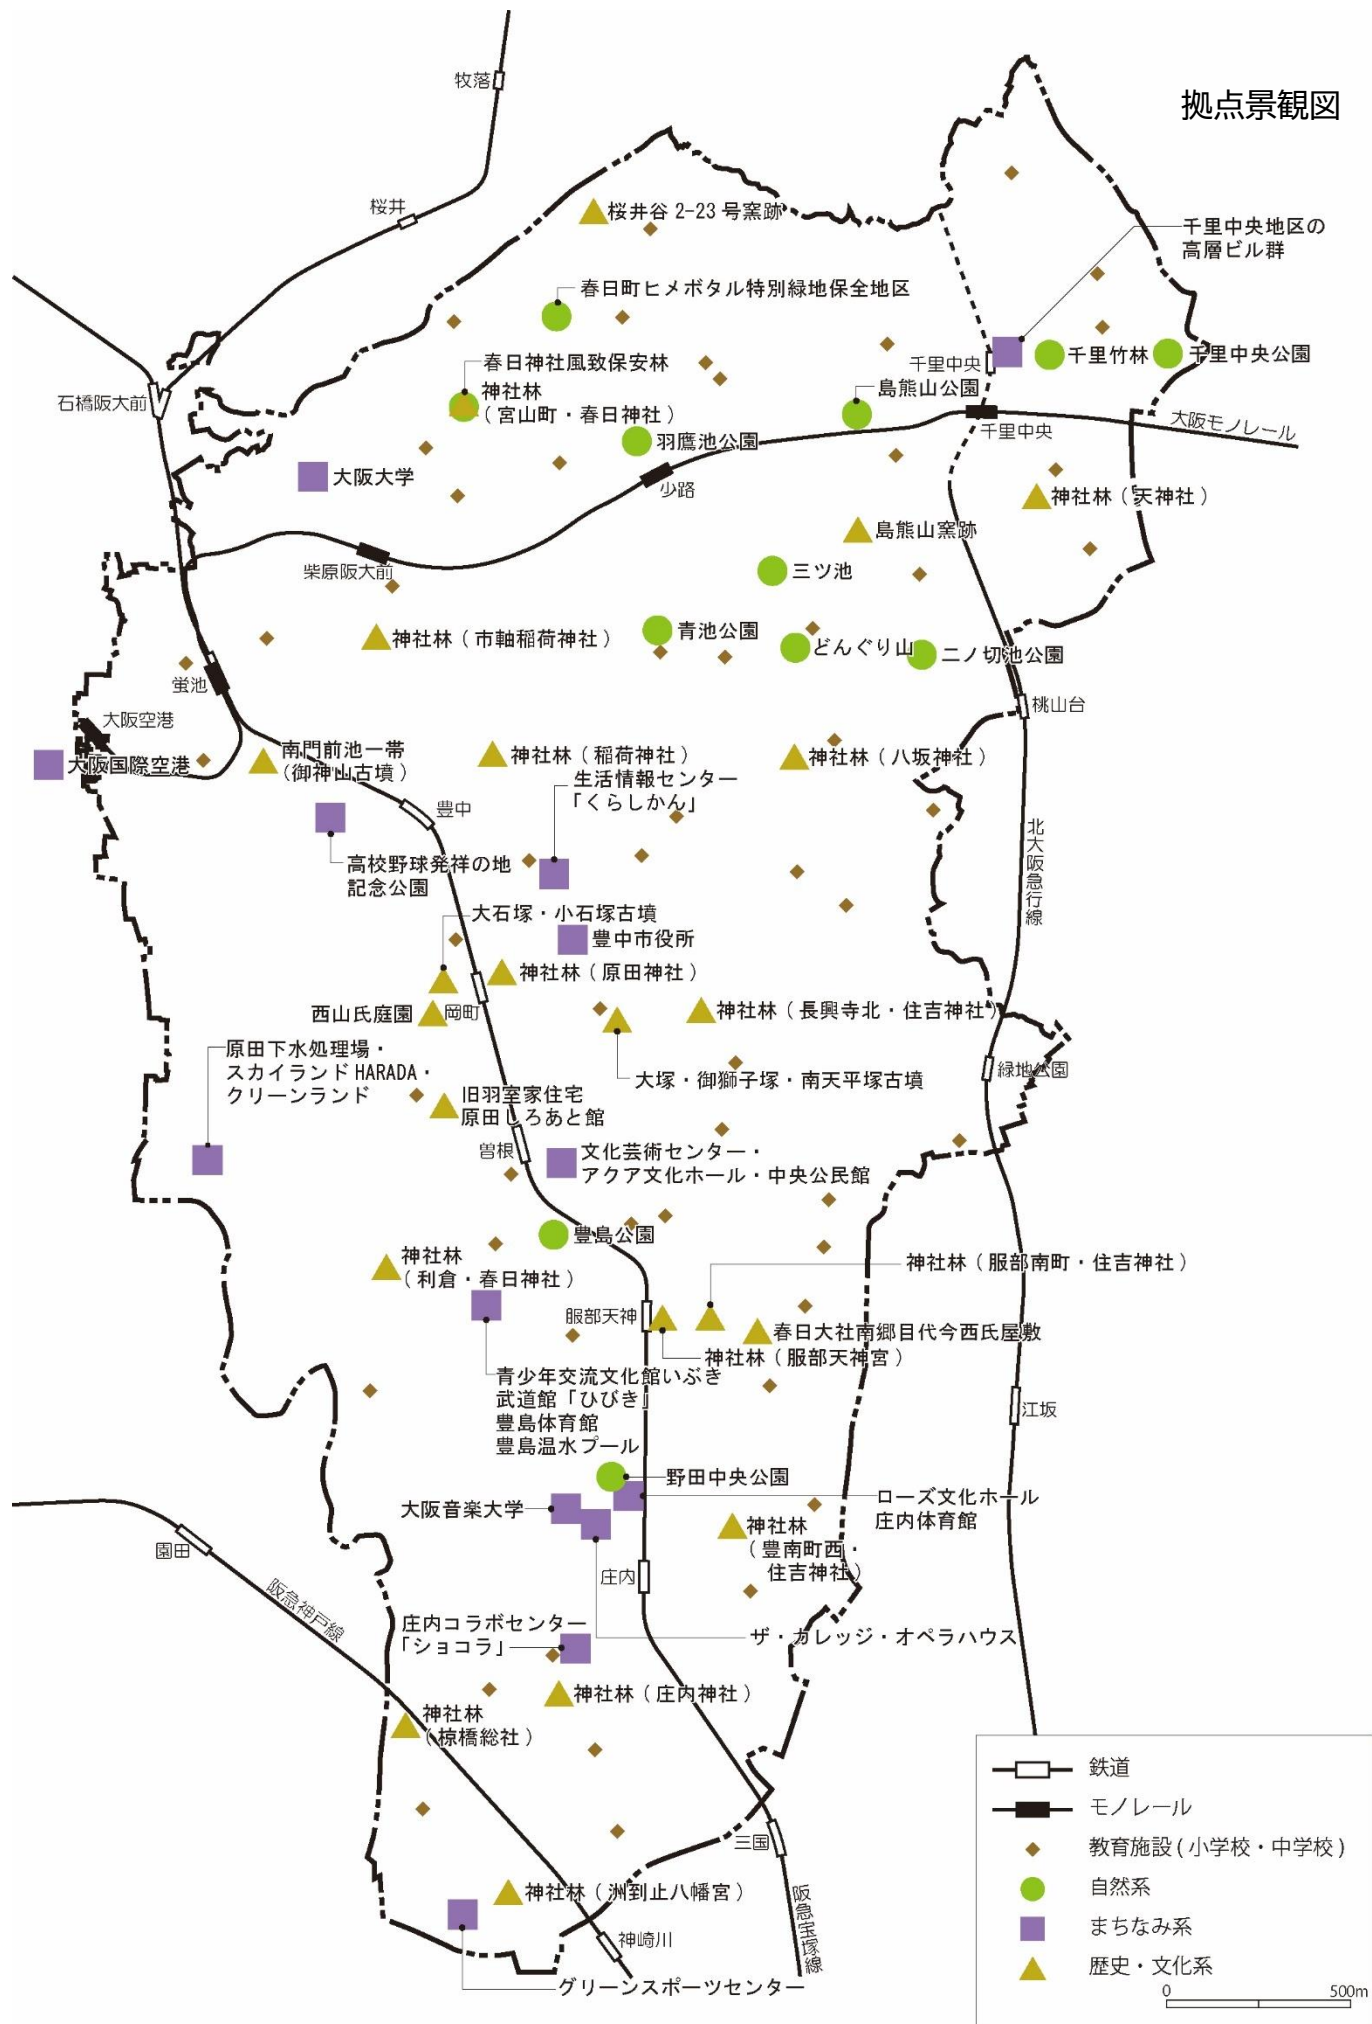 拠点景観図
牧落
桜井
桜井谷 2-23 号窯跡
千里中央地区の
高層ビル群
春日町ヒメボタル特別緑地保全地区
千里竹林
千里中央公園
千里中央
春日神社風致保安林
神社林
（宮山町・春日神社）
石橋阪大前
島熊山公園
千里中央
大阪モノレール
羽鷹池公園
大阪大学
少路
神社林（天神社）
島熊山窯跡
柴原阪大前
三ツ池
神社林（市軸稲荷神社）
青池公園
どんぐり山
二ノ切池公園
蛍池
桃山台
大阪空港
大阪国際空港
南門前池一帯
（御神山古墳）
神社林（稲荷神社）
神社林（八坂神社）
生活情報センター
「くらしかん」
豊中
北大阪急行線
高校野球発祥の地
記念公園
大石塚・小石塚古墳
豊中市役所
神社林（原田神社）
西山氏庭園
岡町
神社林（長興寺北・住吉神社）
原田下水処理場・
スカイランド HARADA・
クリーンランド
緑地公園
大塚・御獅子塚・南天平塚古墳
旧羽室家住宅
原田しろあと館
曽根
文化芸術センター・
アクア文化ホール・中央公民館
豊島公園
神社林
（利倉・春日神社）
神社林（服部南町・住吉神社）
服部天神
春日大社南郷目代今西氏屋敷
神社林（服部天神宮）
青少年交流文化館いぶき
武道館「ひびき」
豊島体育館
豊島温水プール
江坂
野田中央公園
大阪音楽大学
ローズ文化ホール
庄内体育館
神社林
（豊南町西・
住吉神社）
園田
庄内
阪急神戸線
庄内コラボセンター
「ショコラ」
ザ・カレッジ・オペラハウス
神社林（庄内神社）
神社林
（椋橋総社）
三国
神社林（洲到止八幡宮）
阪急宝塚線
神崎川
グリーンスポーツセンター
鉄道
モノレール
教育施設(小学校・中学校)
自然系
まちなみ系
歴史・文化系
0 500m